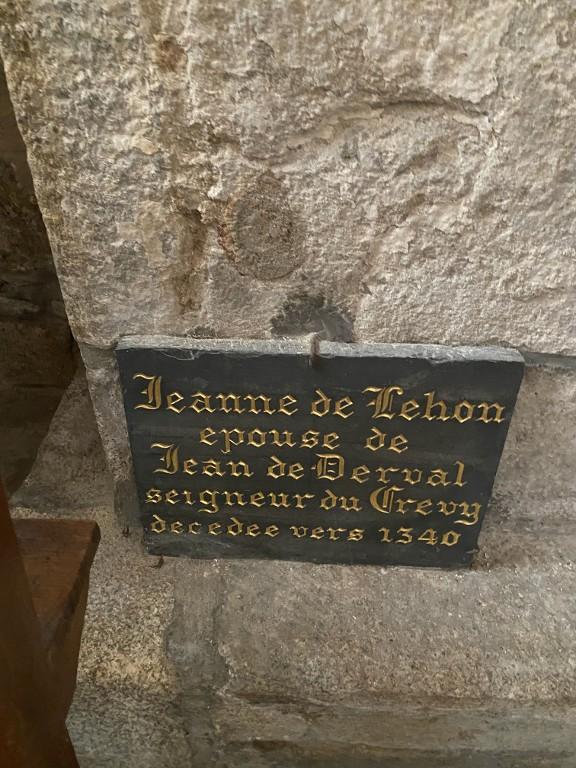 Jeanne de Lehon
epouse de
Jean de Derval
seigneur du Crevy
decedee vers 1340